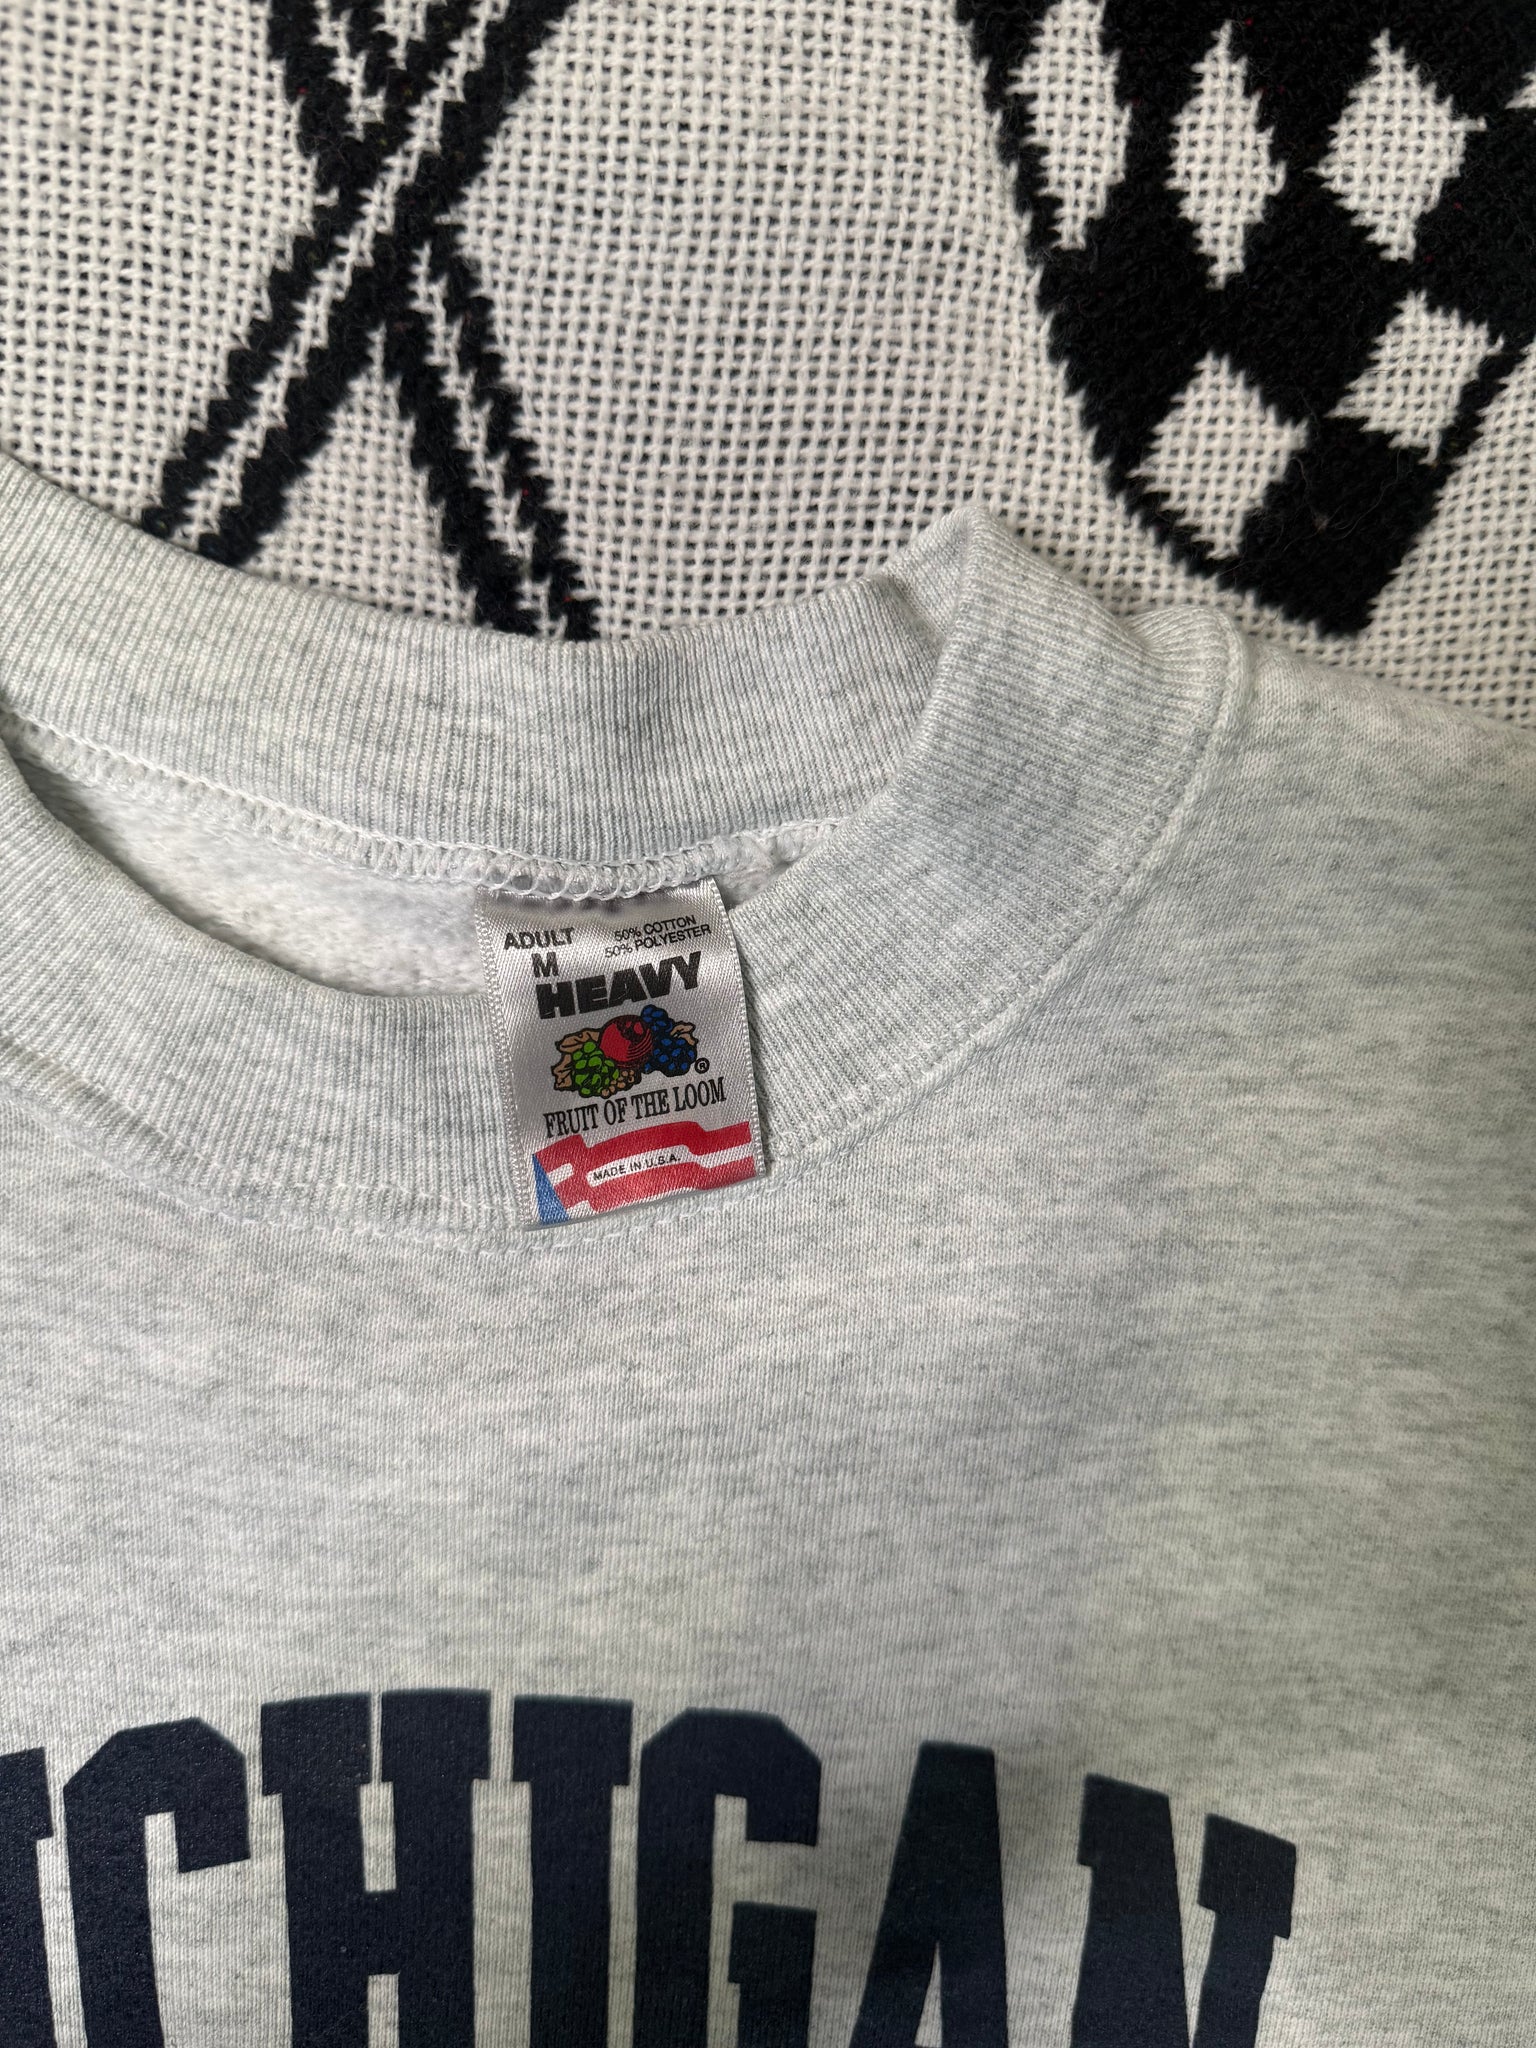 ADULT
M
50% COTTON
50% POLYESTER
HEAVY
®
FRUIT OF THE LOOM
MADE IN U.S.A.
ICHIGAN